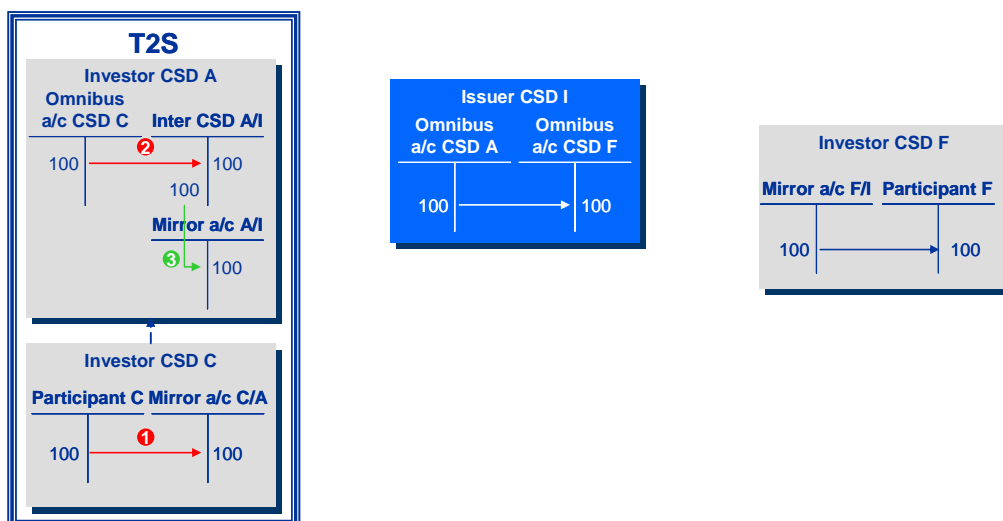 T2S
Investor CSD A
Omnibus
a/c CSD C Inter CSD A/I
100 2 100
100
Mirror a/c A/I
3 100
Investor CSD C
Participant C Mirror a/c C/A
100 1 100
Issuer CSD I
Omnibus Omnibus
a/c CSD A a/c CSD F
100 100
Investor CSD F
Mirror a/c F/I Participant F
100 100